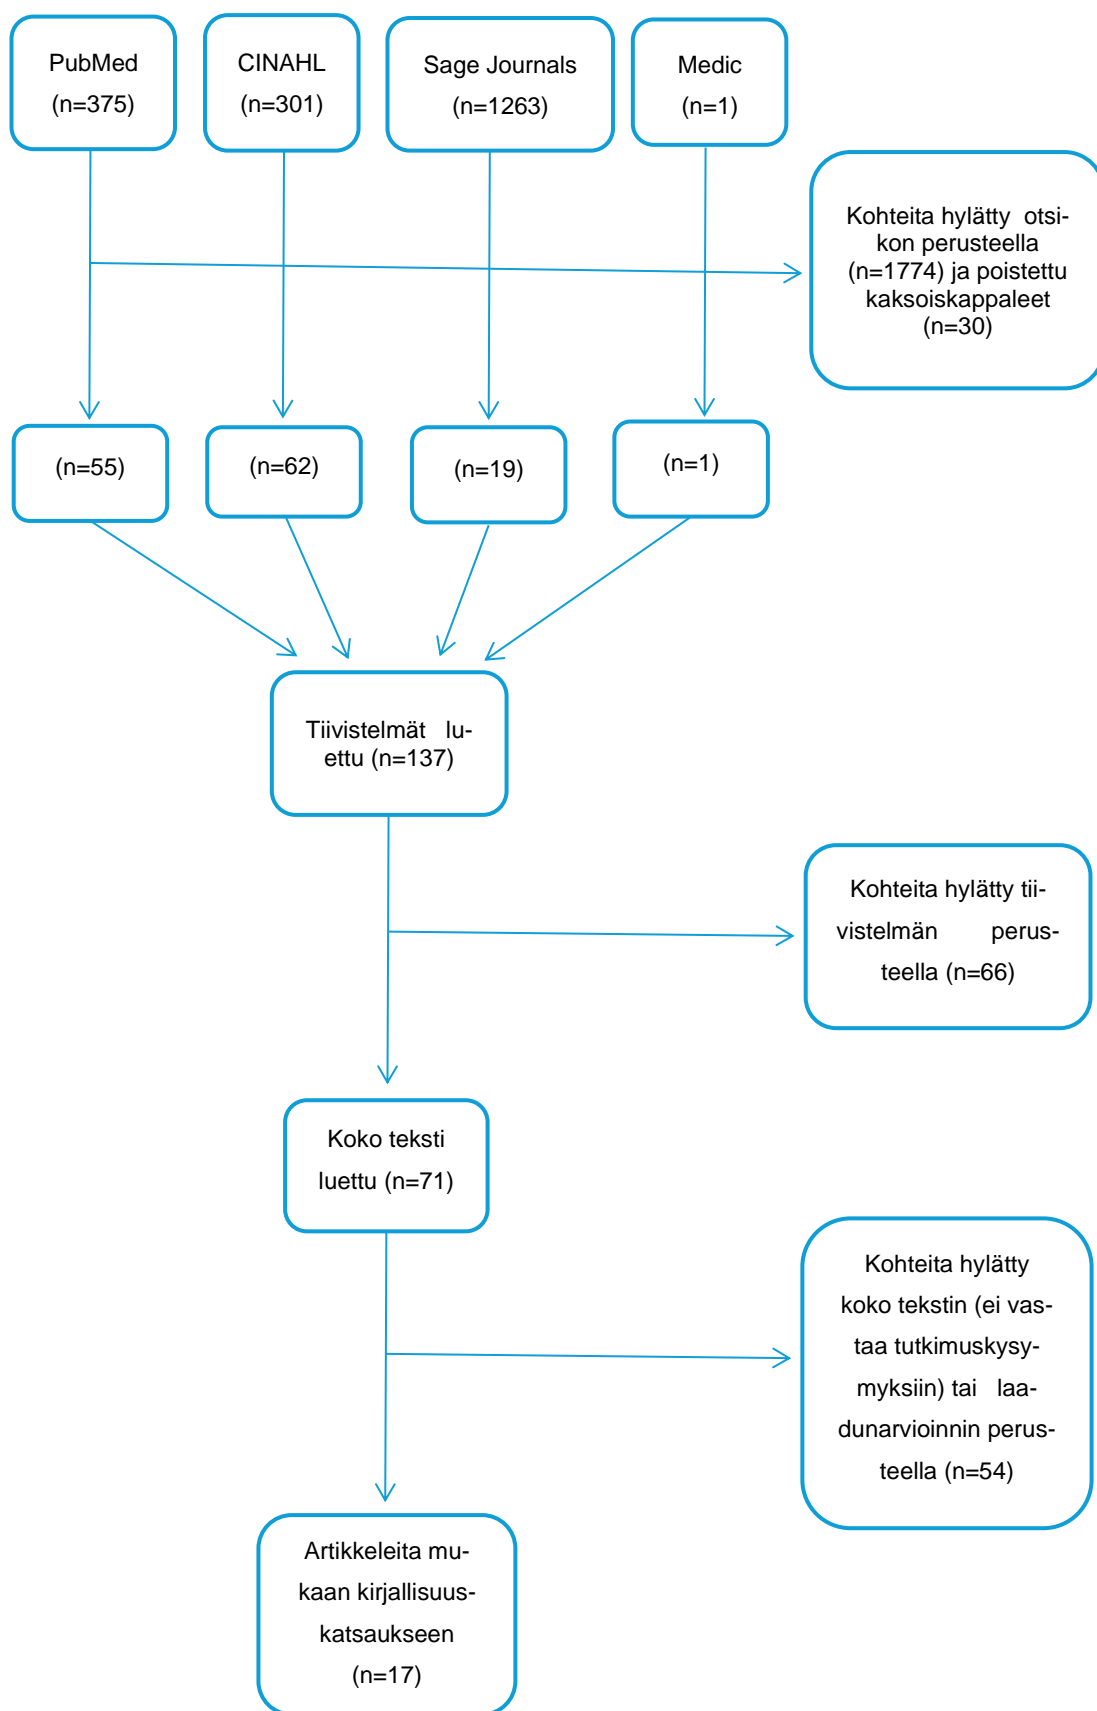 PubMed
(n=375)
CINAHL
(n=301)
Sage Journals
(n=1263)
Medic
(n=1)
Kohteita hylätty otsi-
kon perusteella
(n=1774) ja poistettu
kaksoiskappaleet
(n=30)
(n=55)
(n=62)
(n=19)
(n=1)
Tiivistelmät lu-
ettu (n=137)
Kohteita hylätty tii-
vistelmän perus-
teella (n=66)
Koko teksti
luettu (n=71)
Kohteita hylätty
koko tekstin (ei vas-
taa tutkimuskysy-
myksiin) tai laa-
dunarvioinnin perus-
teella (n=54)
Artikkeleita mu-
kaan kirjallisuus-
katsaukseen
(n=17)